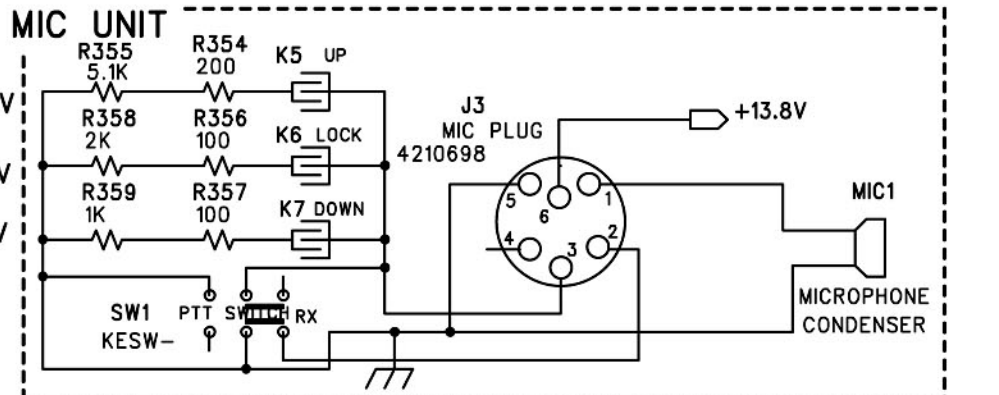 MIC UNIT
R355
5.1K
R354
200
K5 UP
V
R358
2K
R356
100
K6 LOCK
V
R359
1K
R357
100
K7 DOWN
V
J3
MIC PLUG
4210698
+13.8V
5
6
1
4
3
2
MIC1
MICROPHONE
CONDENSER
SW1
KESW-
PTT SWITCH RX